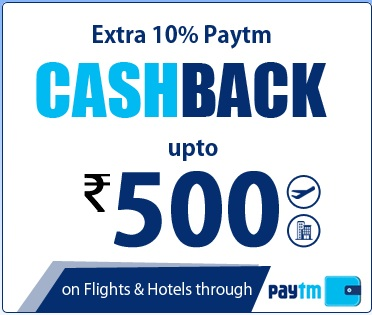 Extra 10% Paytm
CASHBACK
upto
₹500
on Flights & Hotels through paytm